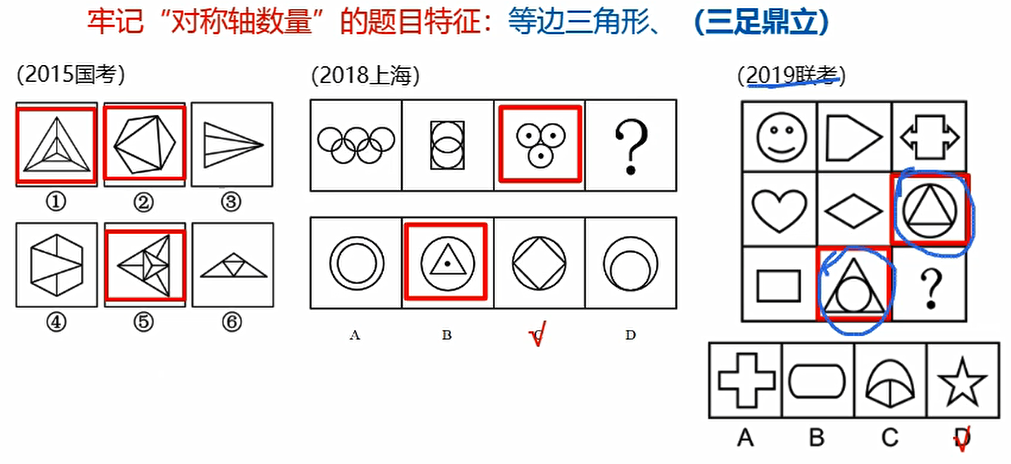 牢记“对称轴数量”的题目特征：等边三角形、（三足鼎立）
(2015国考)
① ② ③
④ ⑤ ⑥
(2018上海)
?
A B C D
(2019联考)
?
A B C D